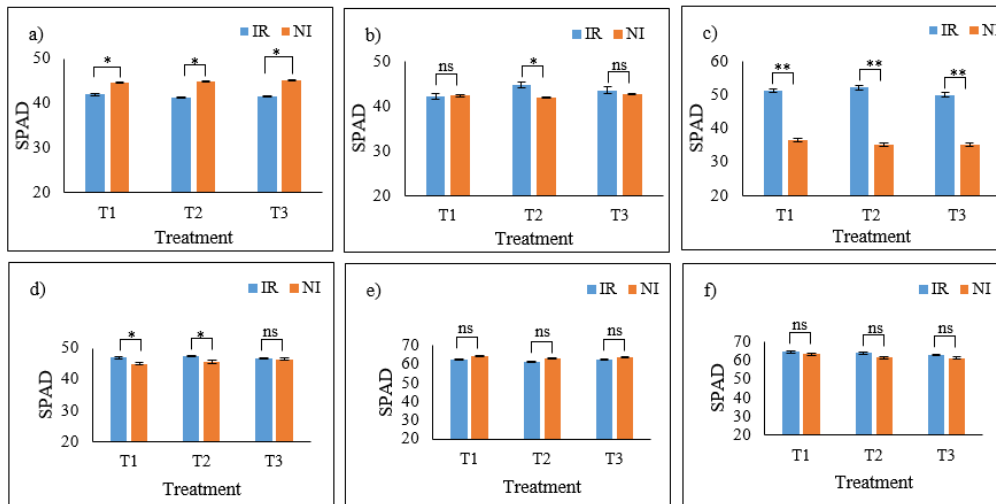 a)
IR NI
50
40
30
20
SPAD
* * *
T1 T2 T3
Treatment
b)
IR NI
50
40
30
20
SPAD
ns * ns
T1 T2 T3
Treatment
c)
IR NI
60
50
40
30
20
SPAD
** ** **
T1 T2 T3
Treatment
d)
IR NI
50
40
30
20
SPAD
* * ns
T1 T2 T3
Treatment
e)
IR NI
70
60
50
40
30
20
SPAD
ns ns ns
T1 T2 T3
Treatment
f)
IR NI
70
60
50
40
30
20
SPAD
ns ns ns
T1 T2 T3
Treatment